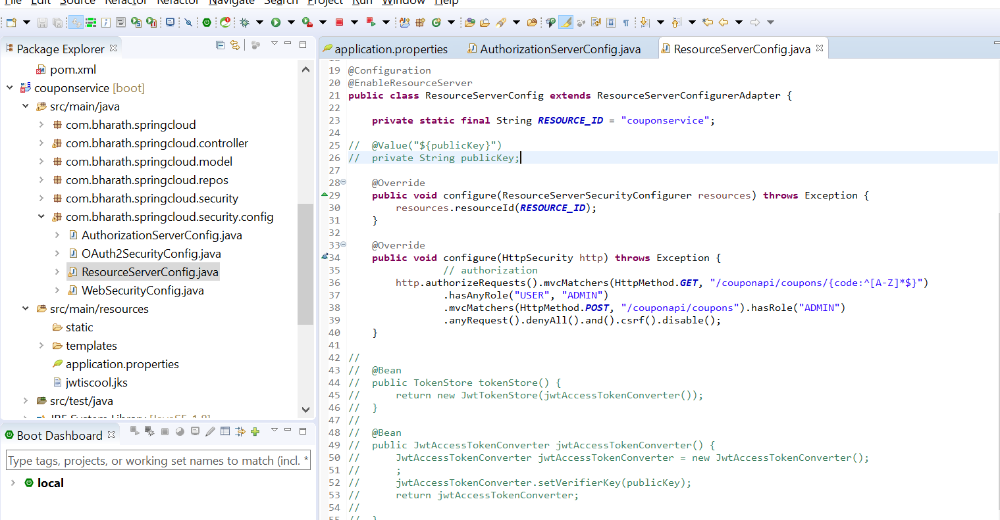 File Edit Source Refactor Refactor Navigate Search Project Run Window Help
Package Explorer
pom.xml
couponservice [boot]
src/main/java
com.bharath.springcloud
com.bharath.springcloud.controller
com.bharath.springcloud.model
com.bharath.springcloud.repos
com.bharath.springcloud.security
com.bharath.springcloud.security.config
AuthorizationServerConfig.java
OAuth2SecurityConfig.java
ResourceServerConfig.java
WebSecurityConfig.java
src/main/resources
static
templates
application.properties
jwtiscool.jks
src/test/java
JRE System Library [JavaSE-1.9]
Boot Dashboard
Type tags, projects, or working set names to match (incl. *
local
application.properties AuthorizationServerConfig.java ResourceServerConfig.java
18
19 @Configuration
20 @EnableResourceServer
21 public class ResourceServerConfig extends ResourceServerConfigurerAdapter {
22
23 private static final String RESOURCE_ID = "couponservice";
24
25 // @Value("${publicKey}")
26 // private String publicKey;
27
28 @Override
29 public void configure(ResourceServerSecurityConfigurer resources) throws Exception {
30 resources.resourceId(RESOURCE_ID);
31 }
32
33 @Override
34 public void configure(HttpSecurity http) throws Exception {
35 // authorization
36 http.authorizeRequests().mvcMatchers(HttpMethod.GET, "/couponapi/coupons/{code:^[A-Z]*$}")
37 .hasAnyRole("USER", "ADMIN")
38 .mvcMatchers(HttpMethod.POST, "/couponapi/coupons").hasRole("ADMIN")
39 .anyRequest().denyAll().and().csrf().disable();
40 }
41
42 //
43 // @Bean
44 // public TokenStore tokenStore() {
45 // return new JwtTokenStore(jwtAccessTokenConverter());
46 // }
47 //
48 // @Bean
49 // public JwtAccessTokenConverter jwtAccessTokenConverter() {
50 // JwtAccessTokenConverter jwtAccessTokenConverter = new JwtAccessTokenConverter();
51 // ;
52 // jwtAccessTokenConverter.setVerifierKey(publicKey);
53 // return jwtAccessTokenConverter;
54 //
55 // }